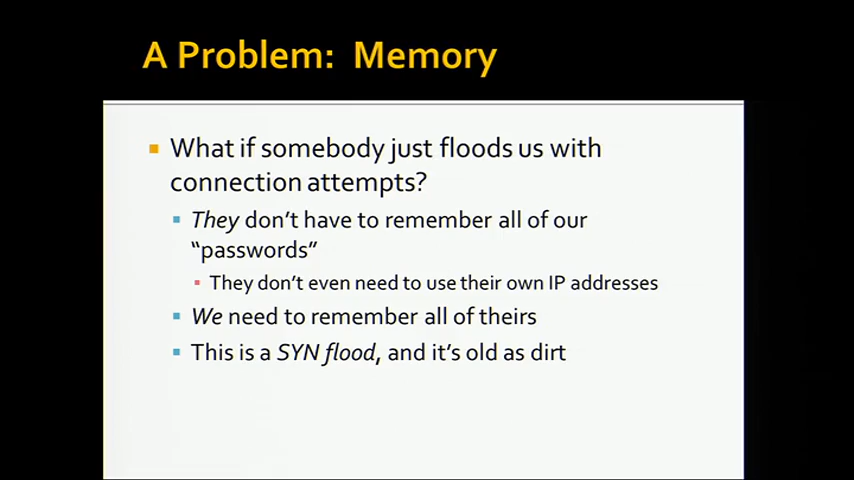 A Problem:  Memory
What if somebody just floods us with
connection attempts?
They don’t have to remember all of our
“passwords”
They don’t even need to use their own IP addresses
We need to remember all of theirs
This is a SYN flood, and it’s old as dirt